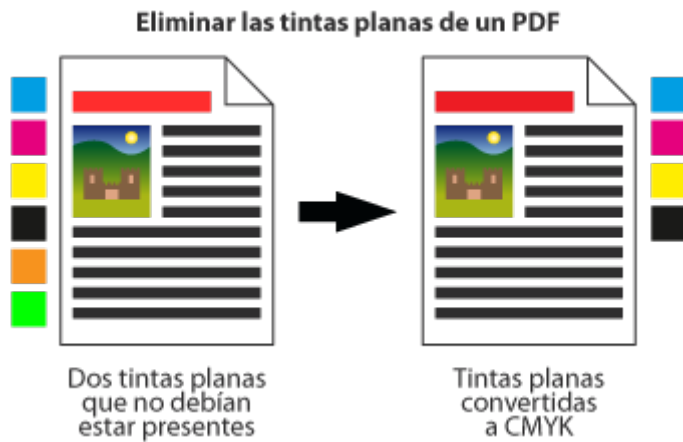 Eliminar las tintas planas de un PDF
Dos tintas planas
que no debían
estar presentes
Tintas planas
convertidas
a CMYK